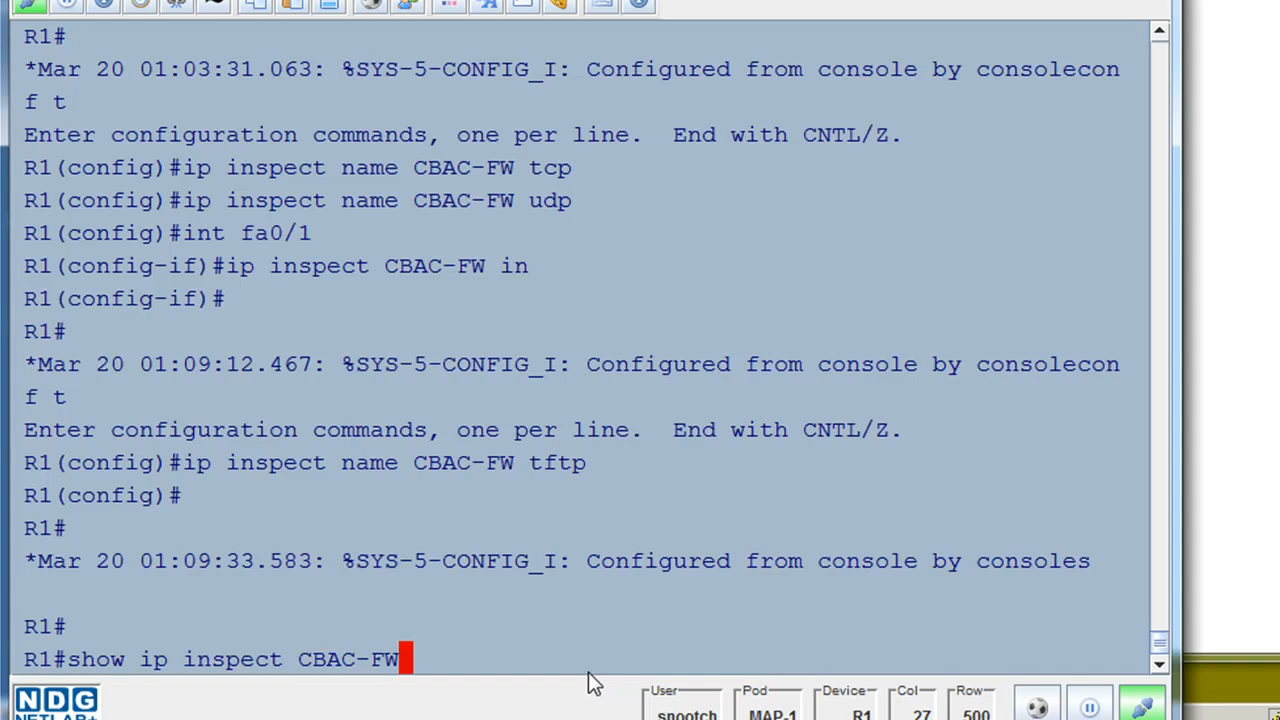 R1#
*Mar 20 01:03:31.063: %SYS-5-CONFIG_I: Configured from console by consolecon
f t
Enter configuration commands, one per line.  End with CNTL/Z.
R1(config)#ip inspect name CBAC-FW tcp
R1(config)#ip inspect name CBAC-FW udp
R1(config)#int fa0/1
R1(config-if)#ip inspect CBAC-FW in
R1(config-if)#
R1#
*Mar 20 01:09:12.467: %SYS-5-CONFIG_I: Configured from console by consolecon
f t
Enter configuration commands, one per line.  End with CNTL/Z.
R1(config)#ip inspect name CBAC-FW tftp
R1(config)#
R1#
*Mar 20 01:09:33.583: %SYS-5-CONFIG_I: Configured from console by consoles
R1#
R1#show ip inspect CBAC-FW
NDG
NETLAB+
User Pod Device Col Row
snootch MAP-1 R1 27 500